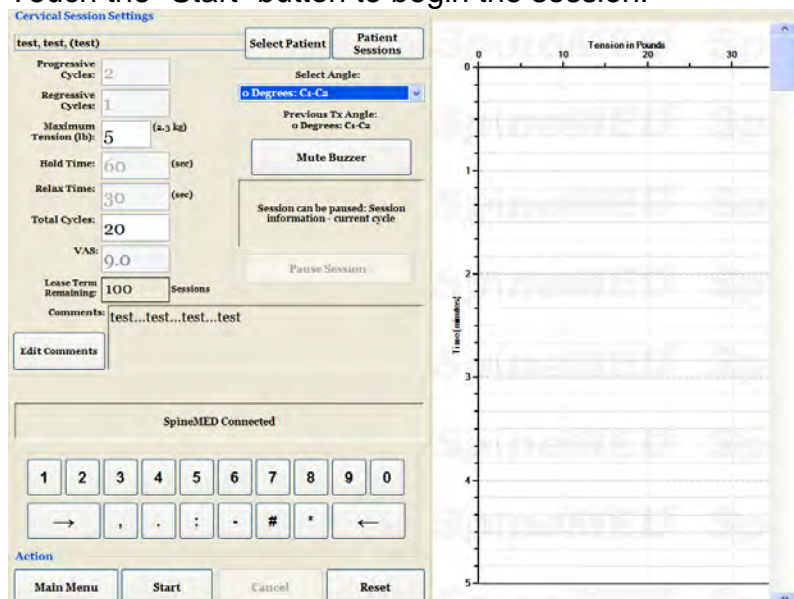 Touch the "Start" button to begin the session.
Cervical Session Settings
test, test, (test)
Select Patient
Patient Sessions
Progressive Cycles: 2
Regressive Cycles: 1
Maximum Tension (lb): 5 (2.3 kg)
Hold Time: 60 (sec)
Relax Time: 30 (sec)
Total Cycles: 20
VAS: 9.0
Lease Term Remaining: 100 Sessions
Comments: test...test...test...test
Edit Comments
Select Angle:
0 Degrees: C1-C2
Previous Tx Angle:
0 Degrees: C1-C2
Mute Buzzer
Session can be paused: Session
information - current cycle
Pause Session
SpineMED Connected
1 2 3 4 5 6 7 8 9 0
→ , . : - # * ←
Action
Main Menu Start Cancel Reset
Tension in Pounds
0 10 20 30
0
1
2
3
4
5
Time (minutes)